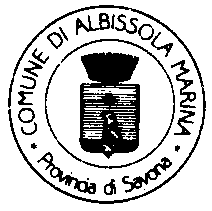 COMUNE DI ALBISSOLA MARINA
Provincia di Savona